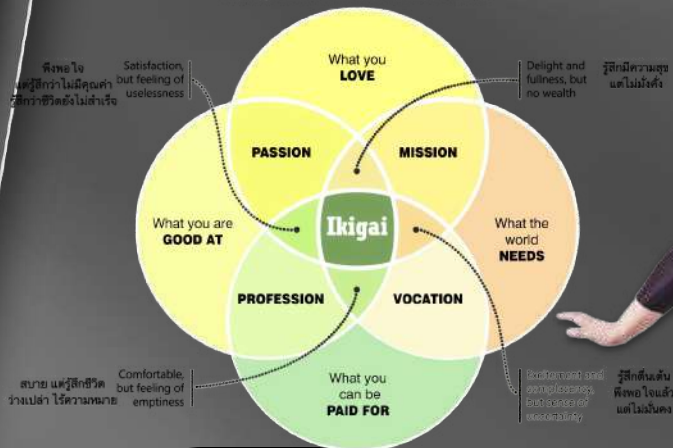 พึงพอใจ
แต่รู้สึกว่าไม่มีคุณค่า
รู้สึกว่าชีวิตยังไม่สำเร็จ
Satisfaction,
but feeling of
uselessness
What you
LOVE
Delight and
fullness, but
no wealth
รู้สึกมีความสุข
แต่ไม่มั่งคั่ง
PASSION
MISSION
What you are
GOOD AT
Ikigai
What the
world
NEEDS
PROFESSION
VOCATION
สบาย แต่รู้สึกชีวิต
ว่างเปล่า ไร้ความหมาย
Comfortable,
but feeling of
emptiness
What you
can be
PAID FOR
Excitement and
complacency,
but sense of
uncertainty
รู้สึกตื่นเต้น
พึงพอใจแล้ว
แต่ไม่มั่นคง